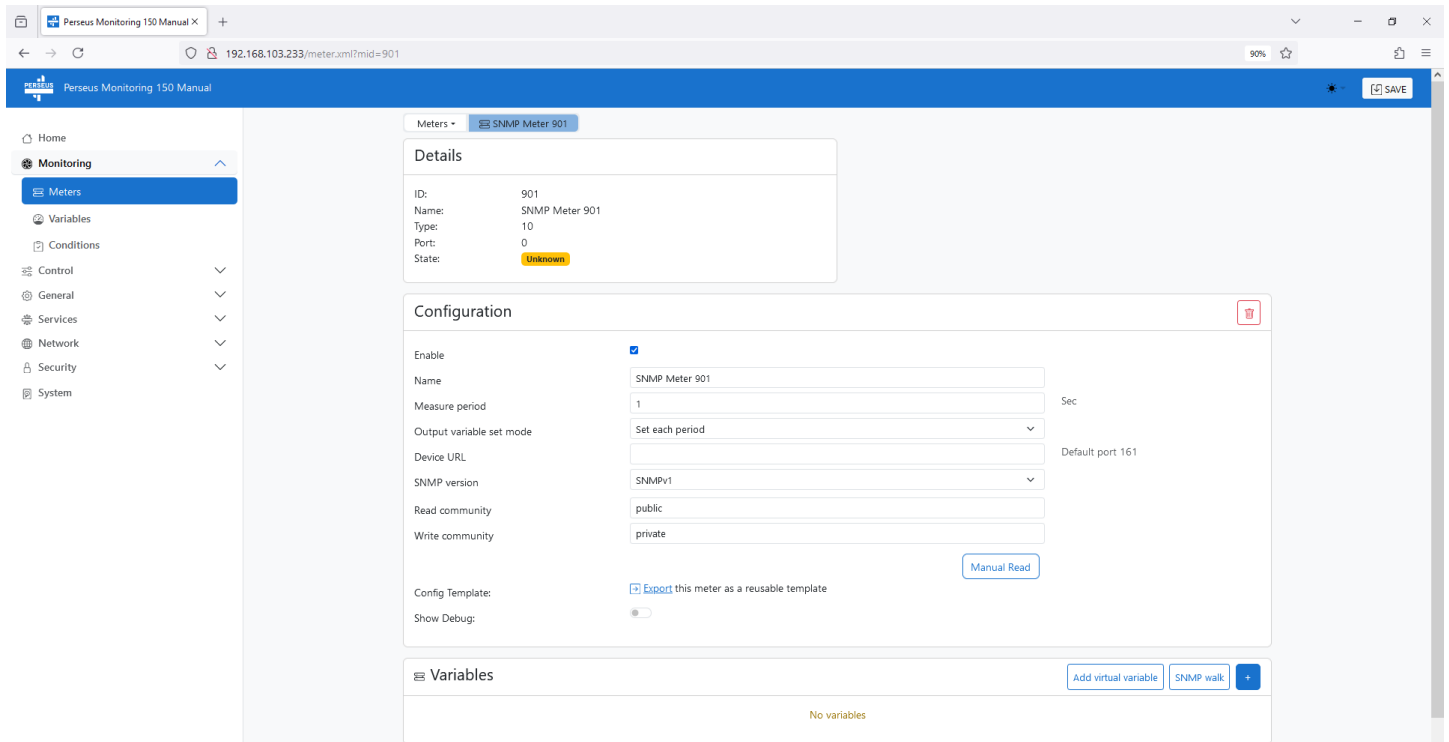 Perseus Monitoring 150 Manual
192.168.103.233/meter.xml?mid=901
90%
PERSEUS
Perseus Monitoring 150 Manual
SAVE
Home
Monitoring
Meters
Variables
Conditions
Control
General
Services
Network
Security
System
Meters
SNMP Meter 901
Details
ID: 901
Name: SNMP Meter 901
Type: 10
Port: 0
State: Unknown
Configuration
Enable
Name SNMP Meter 901
Measure period 1 Sec
Output variable set mode Set each period
Device URL Default port 161
SNMP version SNMPv1
Read community public
Write community private
Manual Read
Config Template: Export this meter as a reusable template
Show Debug:
Variables
Add virtual variable SNMP walk +
No variables